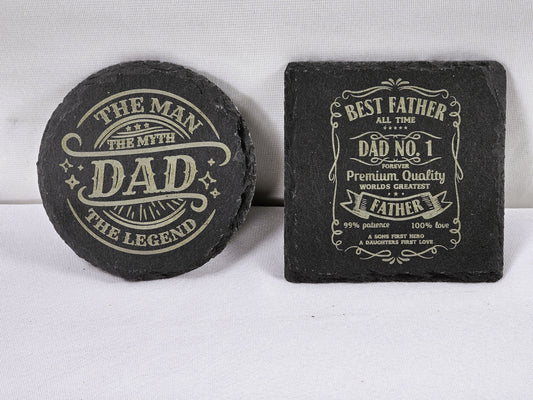 THE MAN
THE MYTH
DAD
THE LEGEND
BEST FATHER
ALL TIME
DAD NO. 1
FOREVER
Premium Quality
WORLDS GREATEST
FATHER
99% patience 100% love
A SONS FIRST HERO
A DAUGHTERS FIRST LOVE